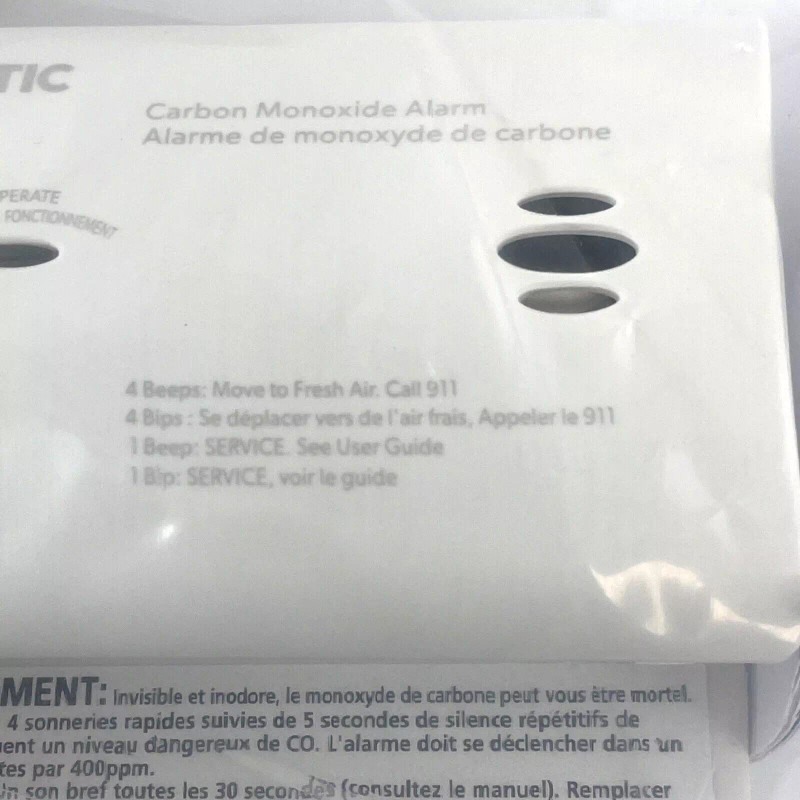 TIC
Carbon Monoxide Alarm
Alarme de monoxyde de carbone
PERATE
FONCTIONNEMENT
4 Beeps: Move to Fresh Air. Call 911
4 Bips : Se déplacer vers de l'air frais, Appeler le 911
1 Beep: SERVICE. See User Guide
1 Bip: SERVICE, voir le guide
MENT: Invisible et inodore, le monoxyde de carbone peut vous être mortel.
4 sonneries rapides suivies de 5 secondes de silence répétitifs de
ent un niveau dangereux de CO. L'alarme doit se déclencher dans un
tes par 400ppm.
Un son bref toutes les 30 secondes (consultez le manuel). Remplacer